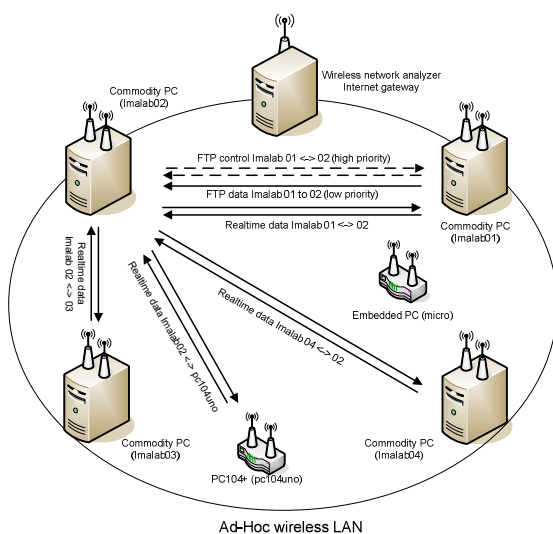 Wireless network analyzer
Internet gateway
Commodity PC
(lmalab02)
FTP control lmalab 01 <-> 02 (high priority)
FTP data lmalab 01 to 02 (low priority)
Realtime data lmalab 01 <-> 02
Commodity PC
(lmalab01)
Realtime data
lmalab 02 <-> 03
Realtime data lmalab02 <-> pc104uno
Realtime data lmalab 04 <-> 02
Embedded PC (micro)
Commodity PC
(lmalab03)
PC104+ (pc104uno)
Commodity PC
(lmalab04)
Ad-Hoc wireless LAN